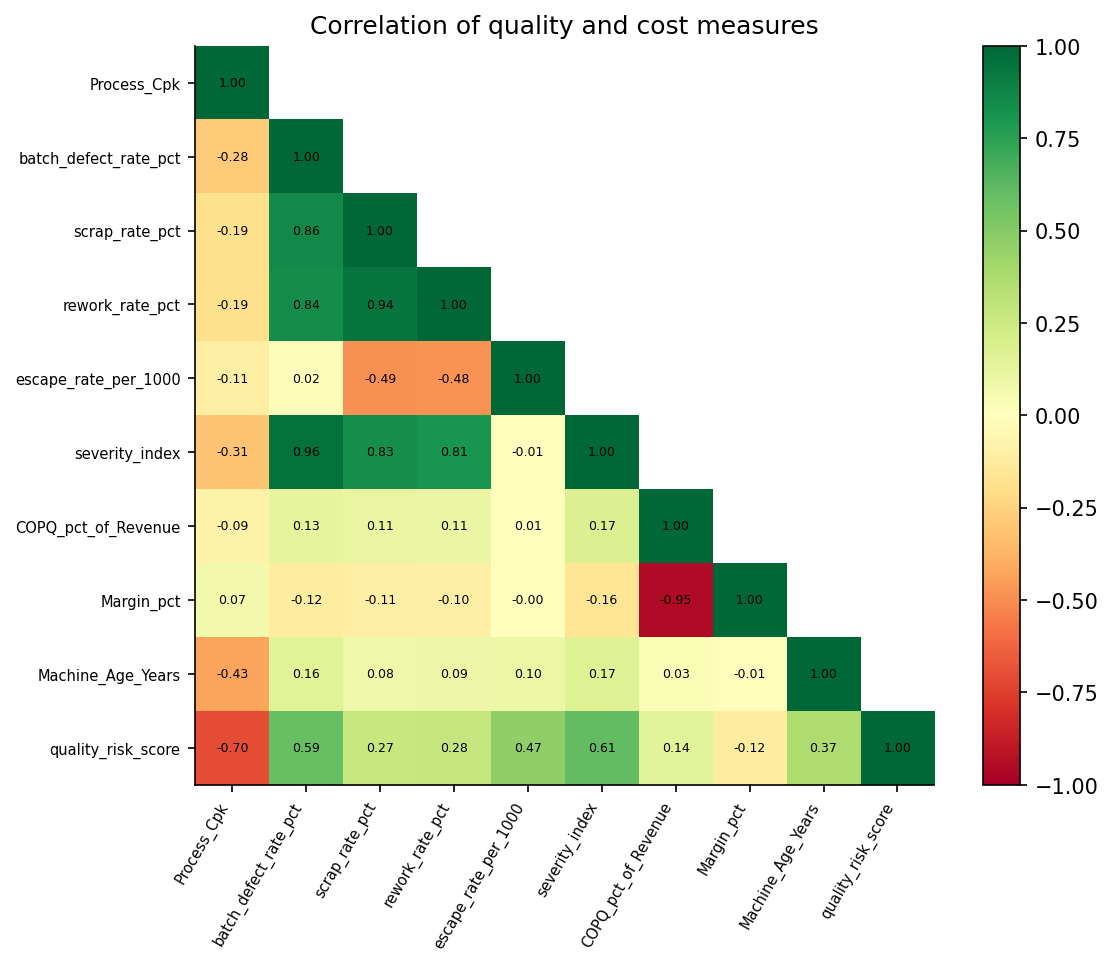 Correlation of quality and cost measures
Process_Cpk 1.00
batch_defect_rate_pct -0.28 1.00
scrap_rate_pct -0.19 0.86 1.00
rework_rate_pct -0.19 0.84 0.94 1.00
escape_rate_per_1000 -0.11 0.02 -0.49 -0.48 1.00
severity_index -0.31 0.96 0.83 0.81 -0.01 1.00
COPQ_pct_of_Revenue -0.09 0.13 0.11 0.11 0.01 0.17 1.00
Margin_pct 0.07 -0.12 -0.11 -0.10 -0.00 -0.16 -0.95 1.00
Machine_Age_Years -0.43 0.16 0.08 0.09 0.10 0.17 0.03 -0.01 1.00
quality_risk_score -0.70 0.59 0.27 0.28 0.47 0.61 0.14 -0.12 0.37 1.00
Process_Cpk
batch_defect_rate_pct
scrap_rate_pct
rework_rate_pct
escape_rate_per_1000
severity_index
COPQ_pct_of_Revenue
Margin_pct
Machine_Age_Years
quality_risk_score
1.00
0.75
0.50
0.25
0.00
−0.25
−0.50
−0.75
−1.00